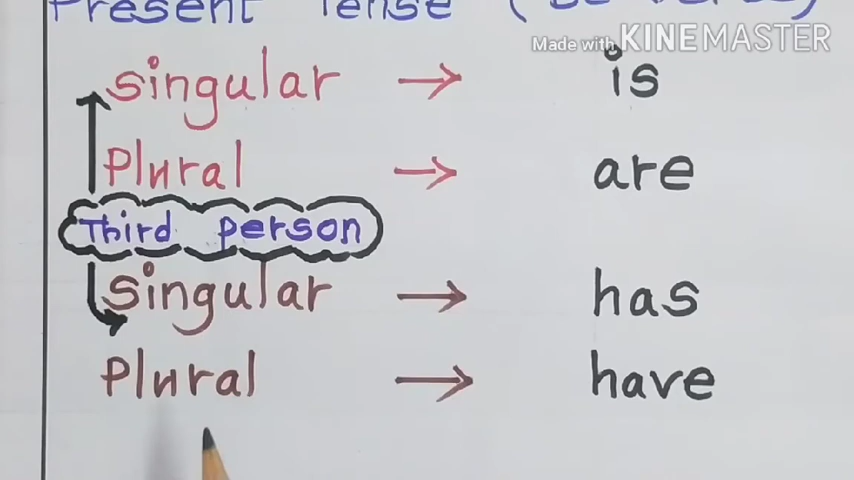 Present Tense (
Made with KINEMASTER
singular → is
Plural → are
Third person
singular → has
Plural → have